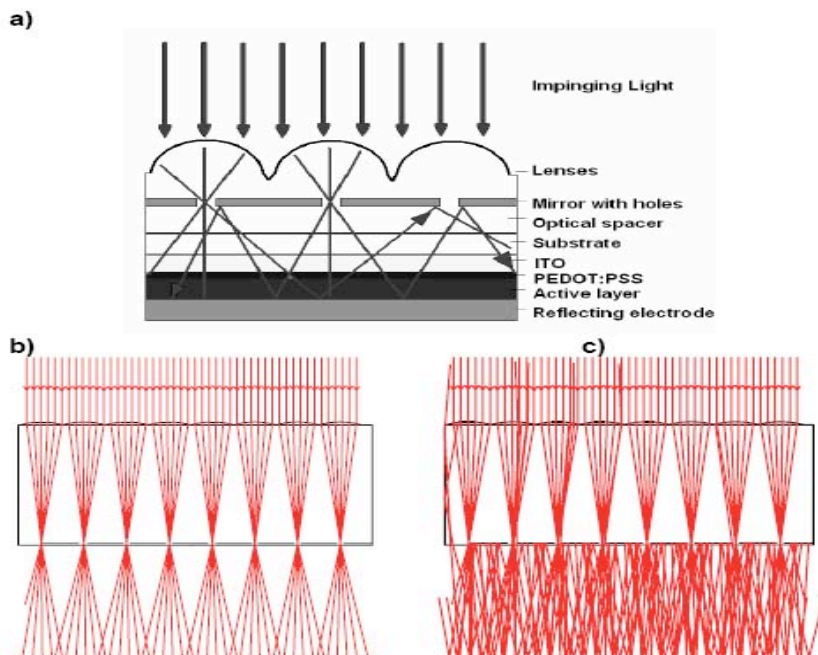 a)
Impinging Light
Lenses
Mirror with holes
Optical spacer
Substrate
ITO
PEDOT:PSS
Active layer
Reflecting electrode
b)
c)